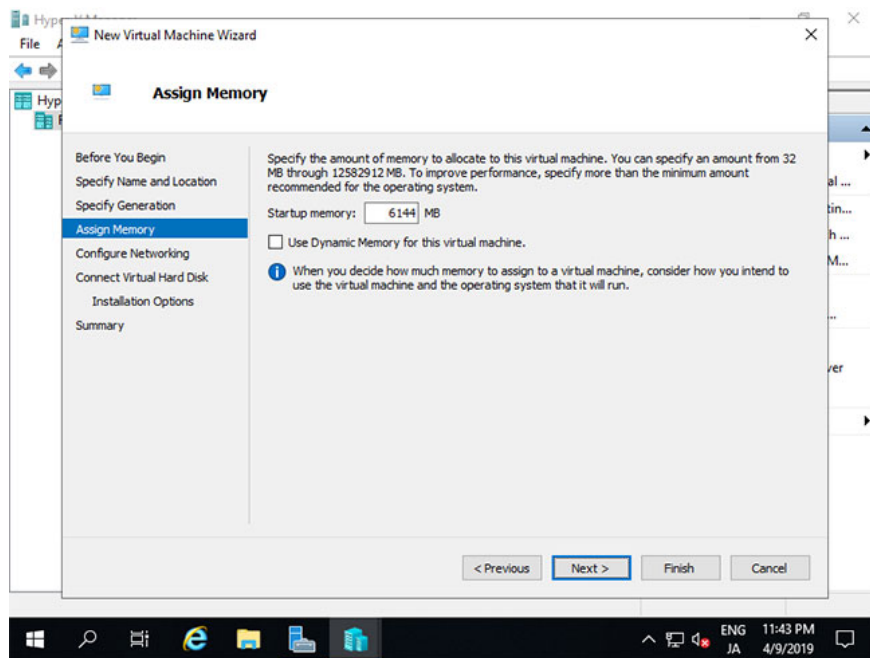 Hype
File
New Virtual Machine Wizard
Assign Memory
Hyp
Before You Begin
Specify Name and Location
Specify Generation
Assign Memory
Configure Networking
Connect Virtual Hard Disk
Installation Options
Summary
Specify the amount of memory to allocate to this virtual machine. You can specify an amount from 32
MB through 12582912 MB. To improve performance, specify more than the minimum amount
recommended for the operating system.
Startup memory: 6144 MB
Use Dynamic Memory for this virtual machine.
When you decide how much memory to assign to a virtual machine, consider how you intend to
use the virtual machine and the operating system that it will run.
al ...
tin...
h ...
M...
...
ver
< Previous
Next >
Finish
Cancel
ENG
JA
11:43 PM
4/9/2019